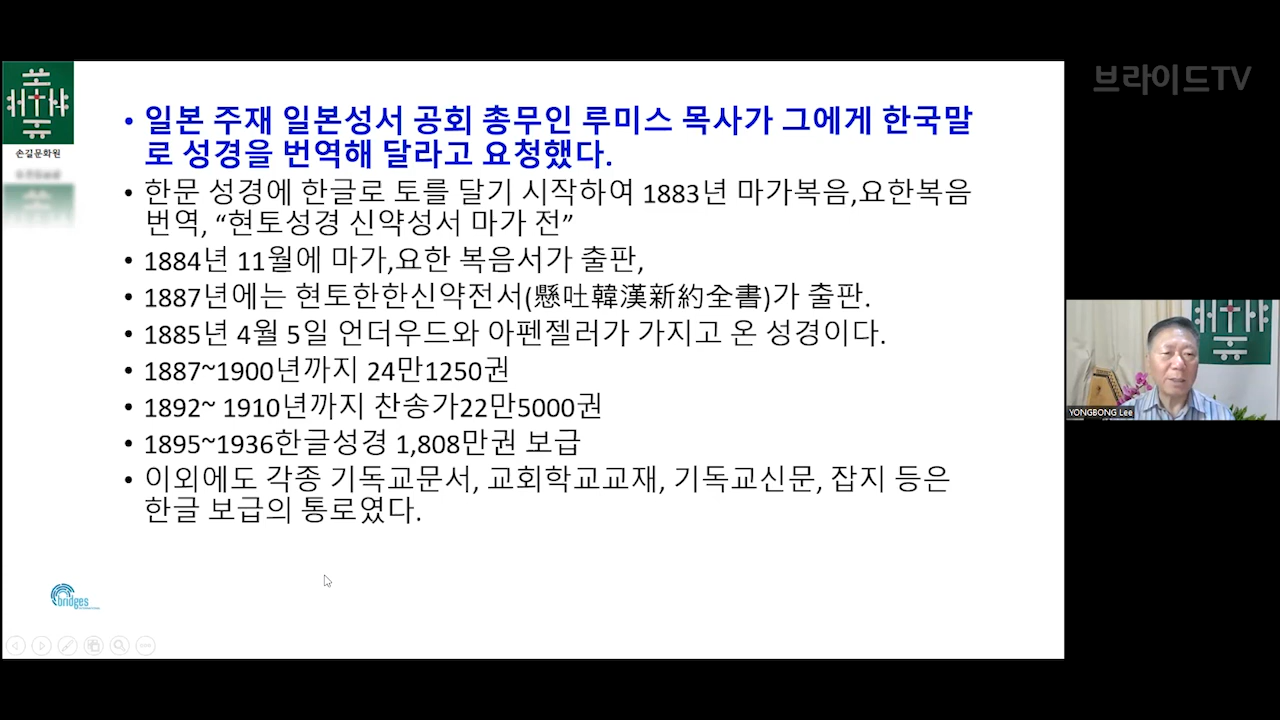 브라이드TV
손길문화원
• 일본 주재 일본성서 공회 총무인 루미스 목사가 그에게 한국말
로 성경을 번역해 달라고 요청했다.
• 한문 성경에 한글로 토를 달기 시작하여 1883년 마가복음,요한복음
번역, “현토성경 신약성서 마가 전”
• 1884년 11월에 마가,요한 복음서가 출판,
• 1887년에는 현토한한신약전서(懸吐韓漢新約全書)가 출판.
• 1885년 4월 5일 언더우드와 아펜젤러가 가지고 온 성경이다.
• 1887~1900년까지 24만1250권
• 1892~ 1910년까지 찬송가22만5000권
• 1895~1936한글성경 1,808만권 보급
• 이외에도 각종 기독교문서, 교회학교교재, 기독교신문, 잡지 등은
한글 보급의 통로였다.
YONGBONG Lee
bridges